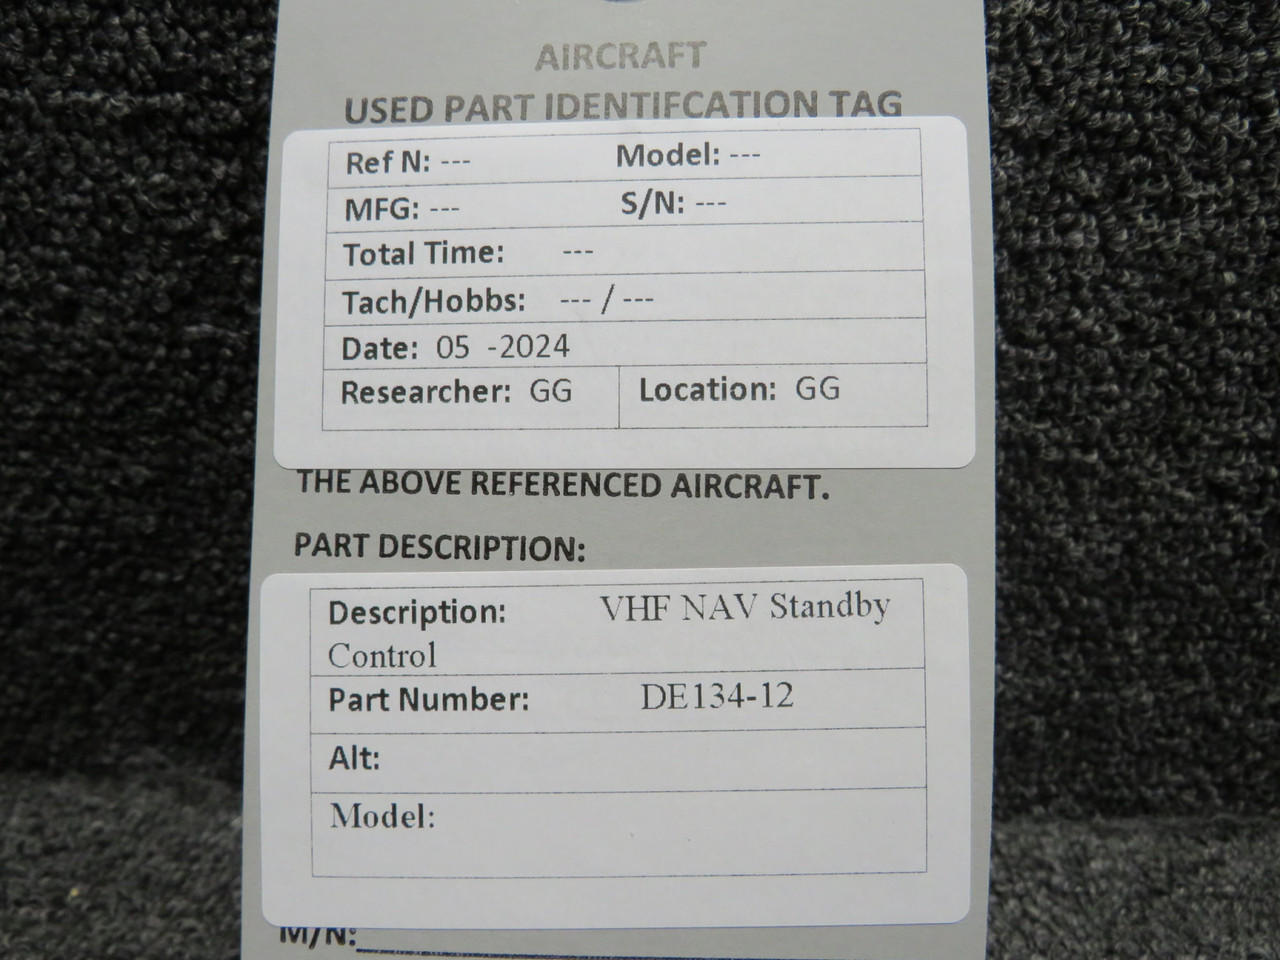 AIRCRAFT
USED PART IDENTIFCATION TAG
Ref N: --- Model: ---
MFG: --- S/N: ---
Total Time: ---
Tach/Hobbs: --- / ---
Date: 05 -2024
Researcher: GG Location: GG
THE ABOVE REFERENCED AIRCRAFT.
PART DESCRIPTION:
Description: VHF NAV Standby
Control
Part Number: DE134-12
Alt:
Model:
M/N: